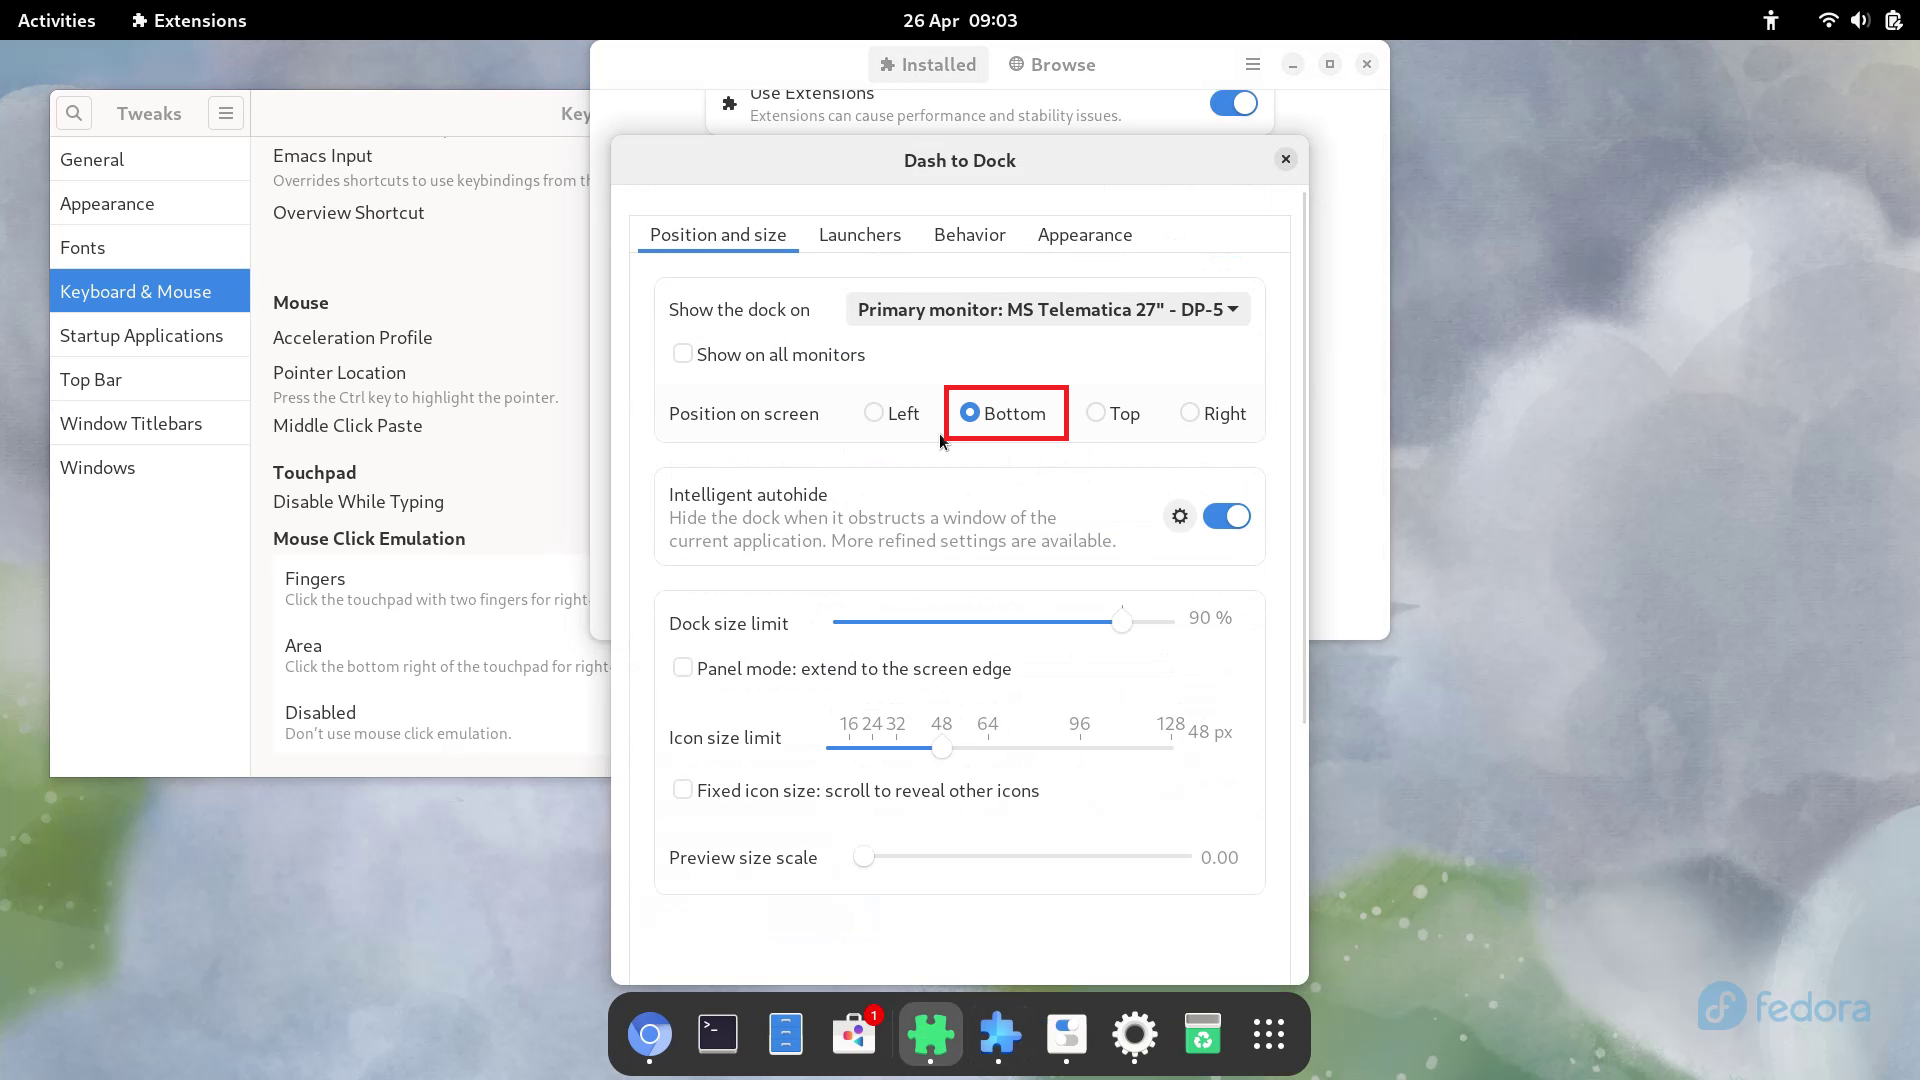 Activities
Extensions
26 Apr 09:03
Installed
Browse
Use Extensions
Extensions can cause performance and stability issues.
Tweaks
Key
General
Appearance
Fonts
Keyboard & Mouse
Startup Applications
Top Bar
Window Titlebars
Windows
Emacs Input
Overrides shortcuts to use keybindings from th
Overview Shortcut
Mouse
Acceleration Profile
Pointer Location
Press the Ctrl key to highlight the pointer.
Middle Click Paste
Touchpad
Disable While Typing
Mouse Click Emulation
Fingers
Click the touchpad with two fingers for right-
Area
Click the bottom right of the touchpad for right-
Disabled
Don't use mouse click emulation.
Dash to Dock
Position and size
Launchers
Behavior
Appearance
Show the dock on
Primary monitor: MS Telematica 27" - DP-5
Show on all monitors
Position on screen
Left
Bottom
Top
Right
Intelligent autohide
Hide the dock when it obstructs a window of the
current application. More refined settings are available.
Dock size limit
90 %
Panel mode: extend to the screen edge
Icon size limit
16 24 32 48 64 96 128
48 px
Fixed icon size: scroll to reveal other icons
Preview size scale
0.00
>_
1
fedora